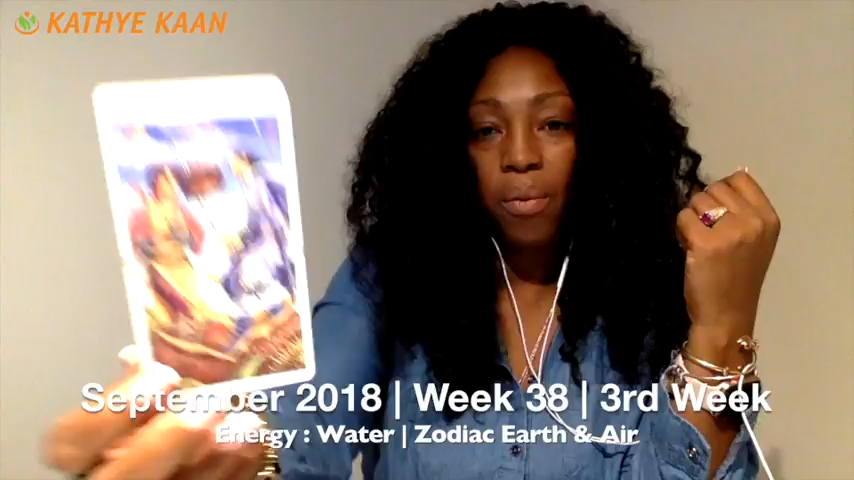 KATHYE KAAN
September 2018 | Week 38 | 3rd Week
Energy : Water | Zodiac Earth & Air